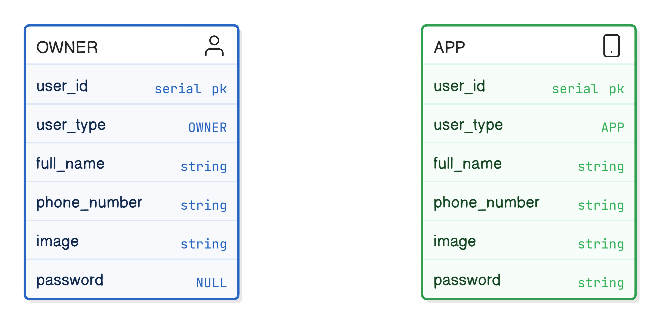 OWNER
user_id serial pk
user_type OWNER
full_name string
phone_number string
image string
password NULL
APP
user_id serial pk
user_type APP
full_name string
phone_number string
image string
password string